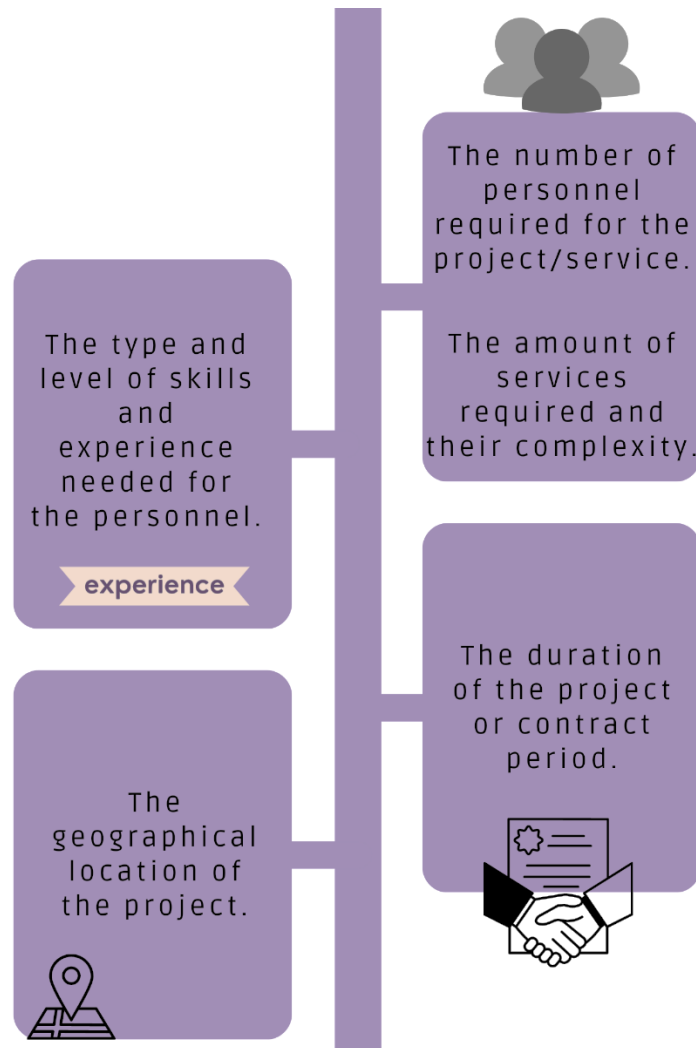 The number of
personnel
required for the
project/service.
The amount of
services
required and
their complexity.
The type and
level of skills
and
experience
needed for
the personnel.
experience
The duration
of the project
or contract
period.
The
geographical
location of
the project.